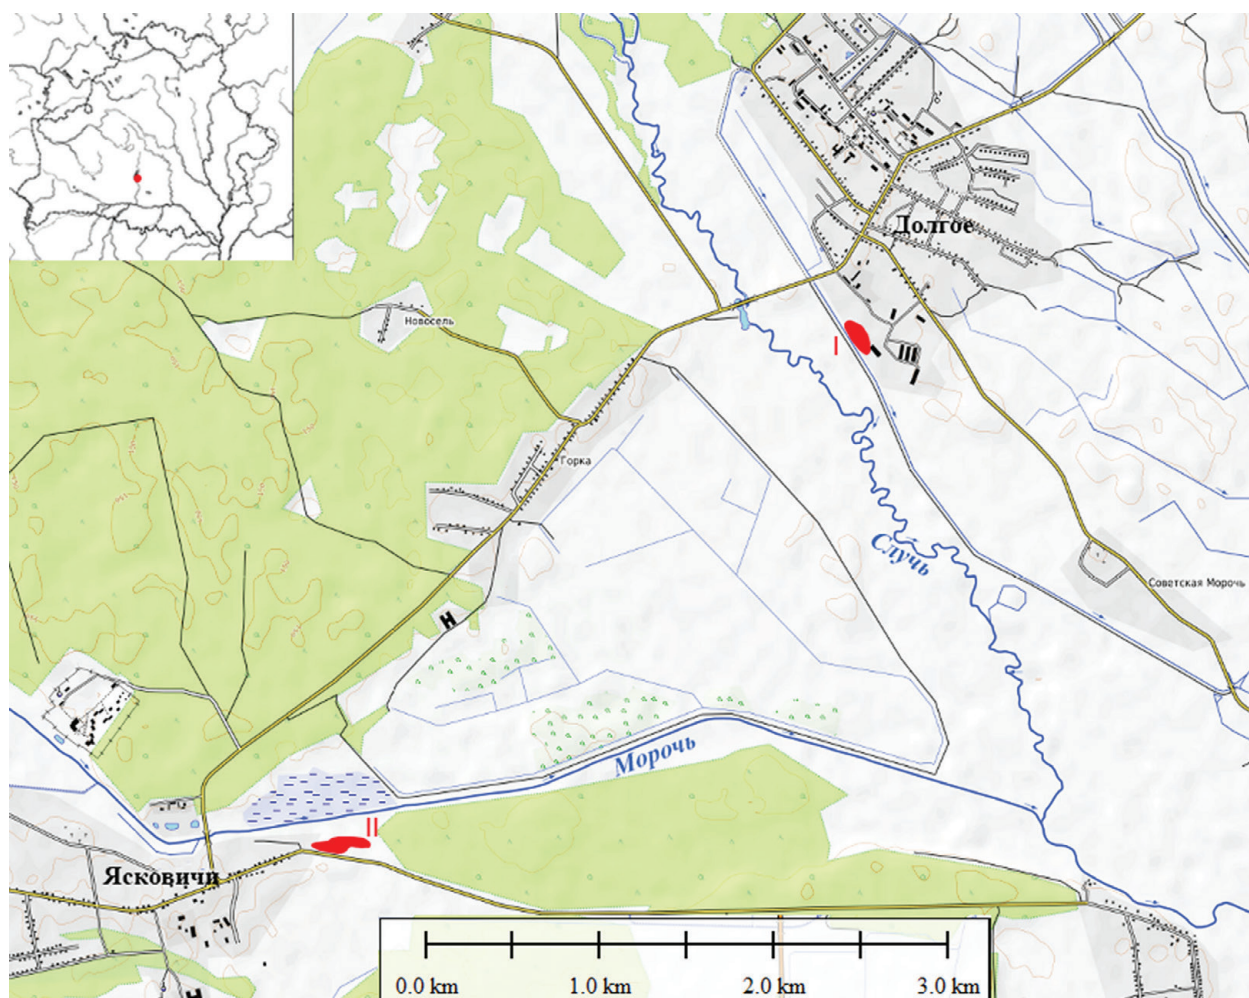 Долгое
Новосель
I
Горка
Случь
Советская Морочь
Морочь
II
Ясковичи
0.0 km 1.0 km 2.0 km 3.0 km